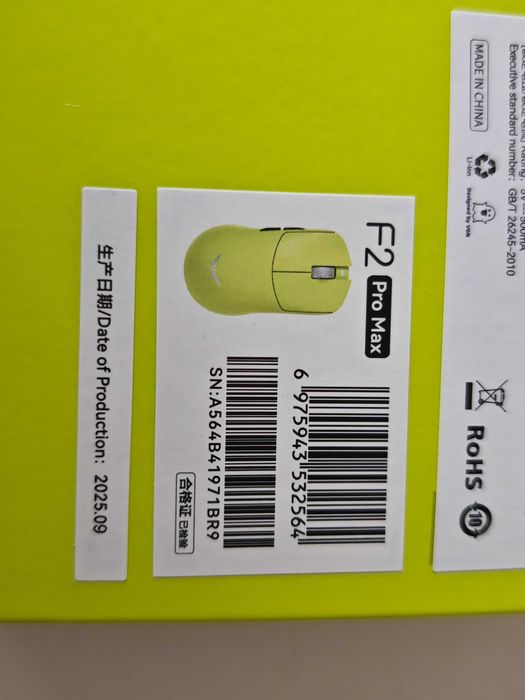 Executive standard number: GB/T 26245-2010
MADE IN CHINA
Li-ion
Designed by VGN
RoHS
10
F2 Pro Max
6 975943 532564
SN:A564B41971BR9
合格证 已检验
生产日期/Date of Production: 2025.09